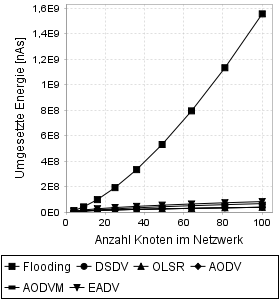 1,6E9
1,4E9
1,2E9
1E9
8E8
6E8
4E8
2E8
0E0
Umgesetzte Energie [nAs]
0 20 40 60 80 100
Anzahl Knoten im Netzwerk
Flooding DSDV OLSR AODV
AODVM EADV